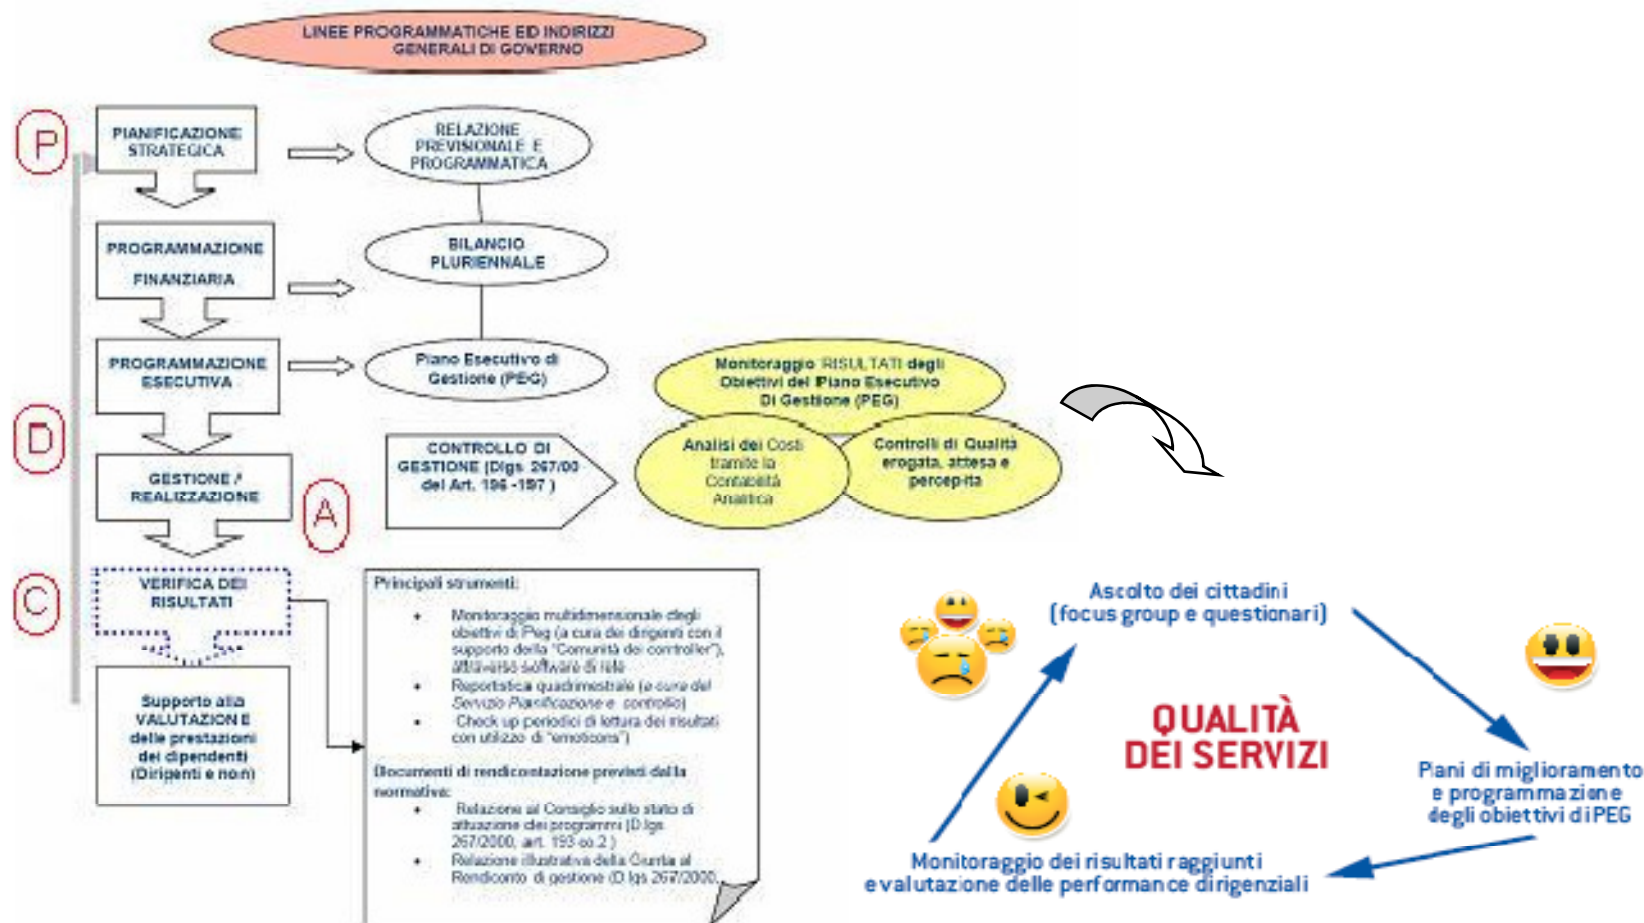 LINEE PROGRAMMATICHE ED INDIRIZZI
GENERALI DI GOVERNO
P
PIANIFICAZIONE
STRATEGICA
RELAZIONE
PREVISIONALE E
PROGRAMMATICA
PROGRAMMAZIONE
FINANZIARIA
BILANCIO
PLURIENNALE
PROGRAMMAZIONE
ESECUTIVA
Piano Esecutivo di
Gestione (PEG)
Monitoraggio RISULTATI degli
Obiettivi del Piano Esecutivo
Di Gestione (PEG)
D
GESTIONE /
REALIZZAZIONE
A
CONTROLLO DI
GESTIONE (Dlgs 267/00
del Art. 196 -197 )
Analisi dei Costi
tramite la
Contabilità
Analitica
Controlli di Qualità
erogata, attesa e
percepita
C
VERIFICA DEI
RISULTATI
Supporto alla
VALUTAZIONE
delle prestazioni
dei dipendenti
(Dirigenti e non)
Principali strumenti:
• Monitoraggio multidimensionale degli
obiettivi di Peg (a cura dei dirigenti con il
supporto della "Comunità dei controller"),
attraverso software di rete
• Reportistica quadrimestrale (a cura del
Servizio Pianificazione e controllo)
• Check up periodici di lettura dei risultati
con utilizzo di "emoticons")
Documenti di rendicontazione previsti dalla
normativa:
• Relazione al Consiglio sullo stato di
attuazione dei programmi (D.lgs
267/2000, art. 193 co.2 )
• Relazione illustrativa della Giunta al
Rendiconto di gestione (D.lgs 267/2000,
Ascolto dei cittadini
(focus group e questionari)
QUALITÀ
DEI SERVIZI
Piani di miglioramento
e programmazione
degli obiettivi di PEG
Monitoraggio dei risultati raggiunti
e valutazione delle performance dirigenziali